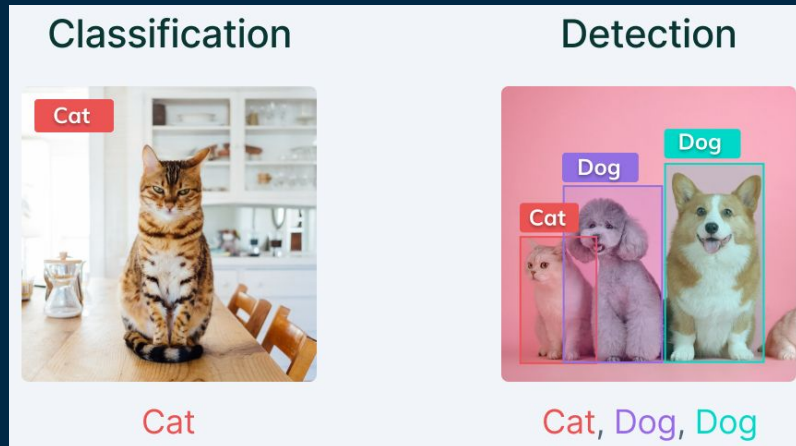 Classification
Detection
Cat
Cat
Dog
Dog
Cat
Cat, Dog, Dog